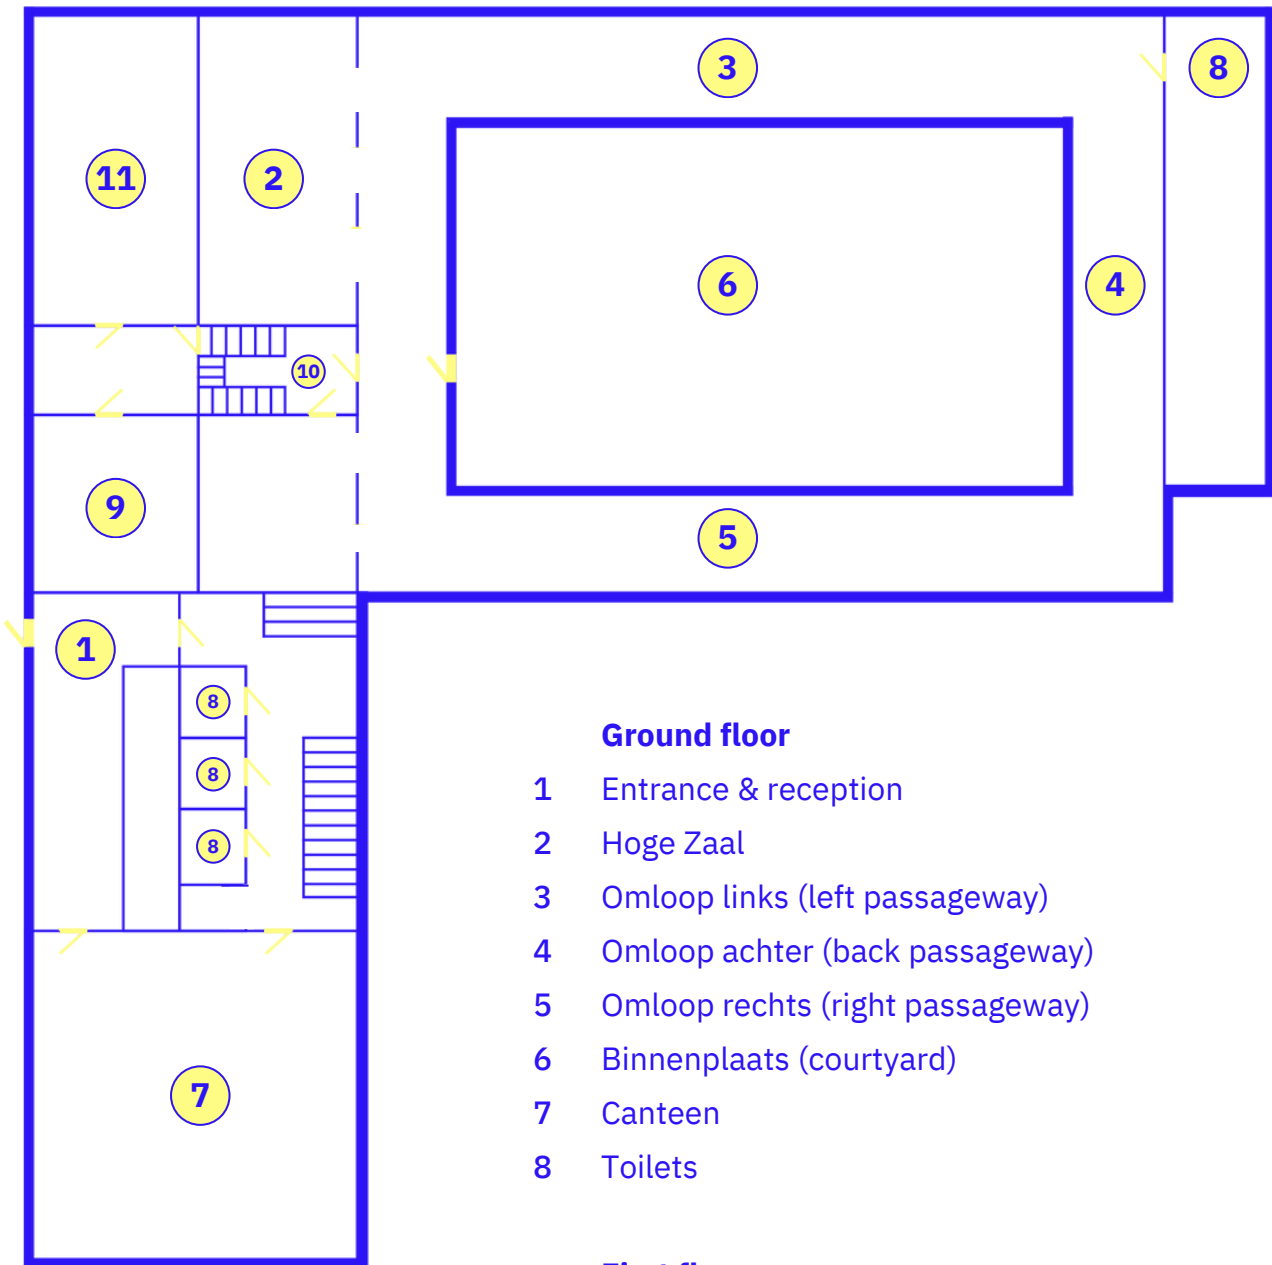 3
8
11
2
6
4
10
9
5
1
8
8
8
7
Ground floor
1 Entrance & reception
2 Hoge Zaal
3 Omloop links (left passageway)
4 Omloop achter (back passageway)
5 Omloop rechts (right passageway)
6 Binnenplaats (courtyard)
7 Canteen
8 Toilets